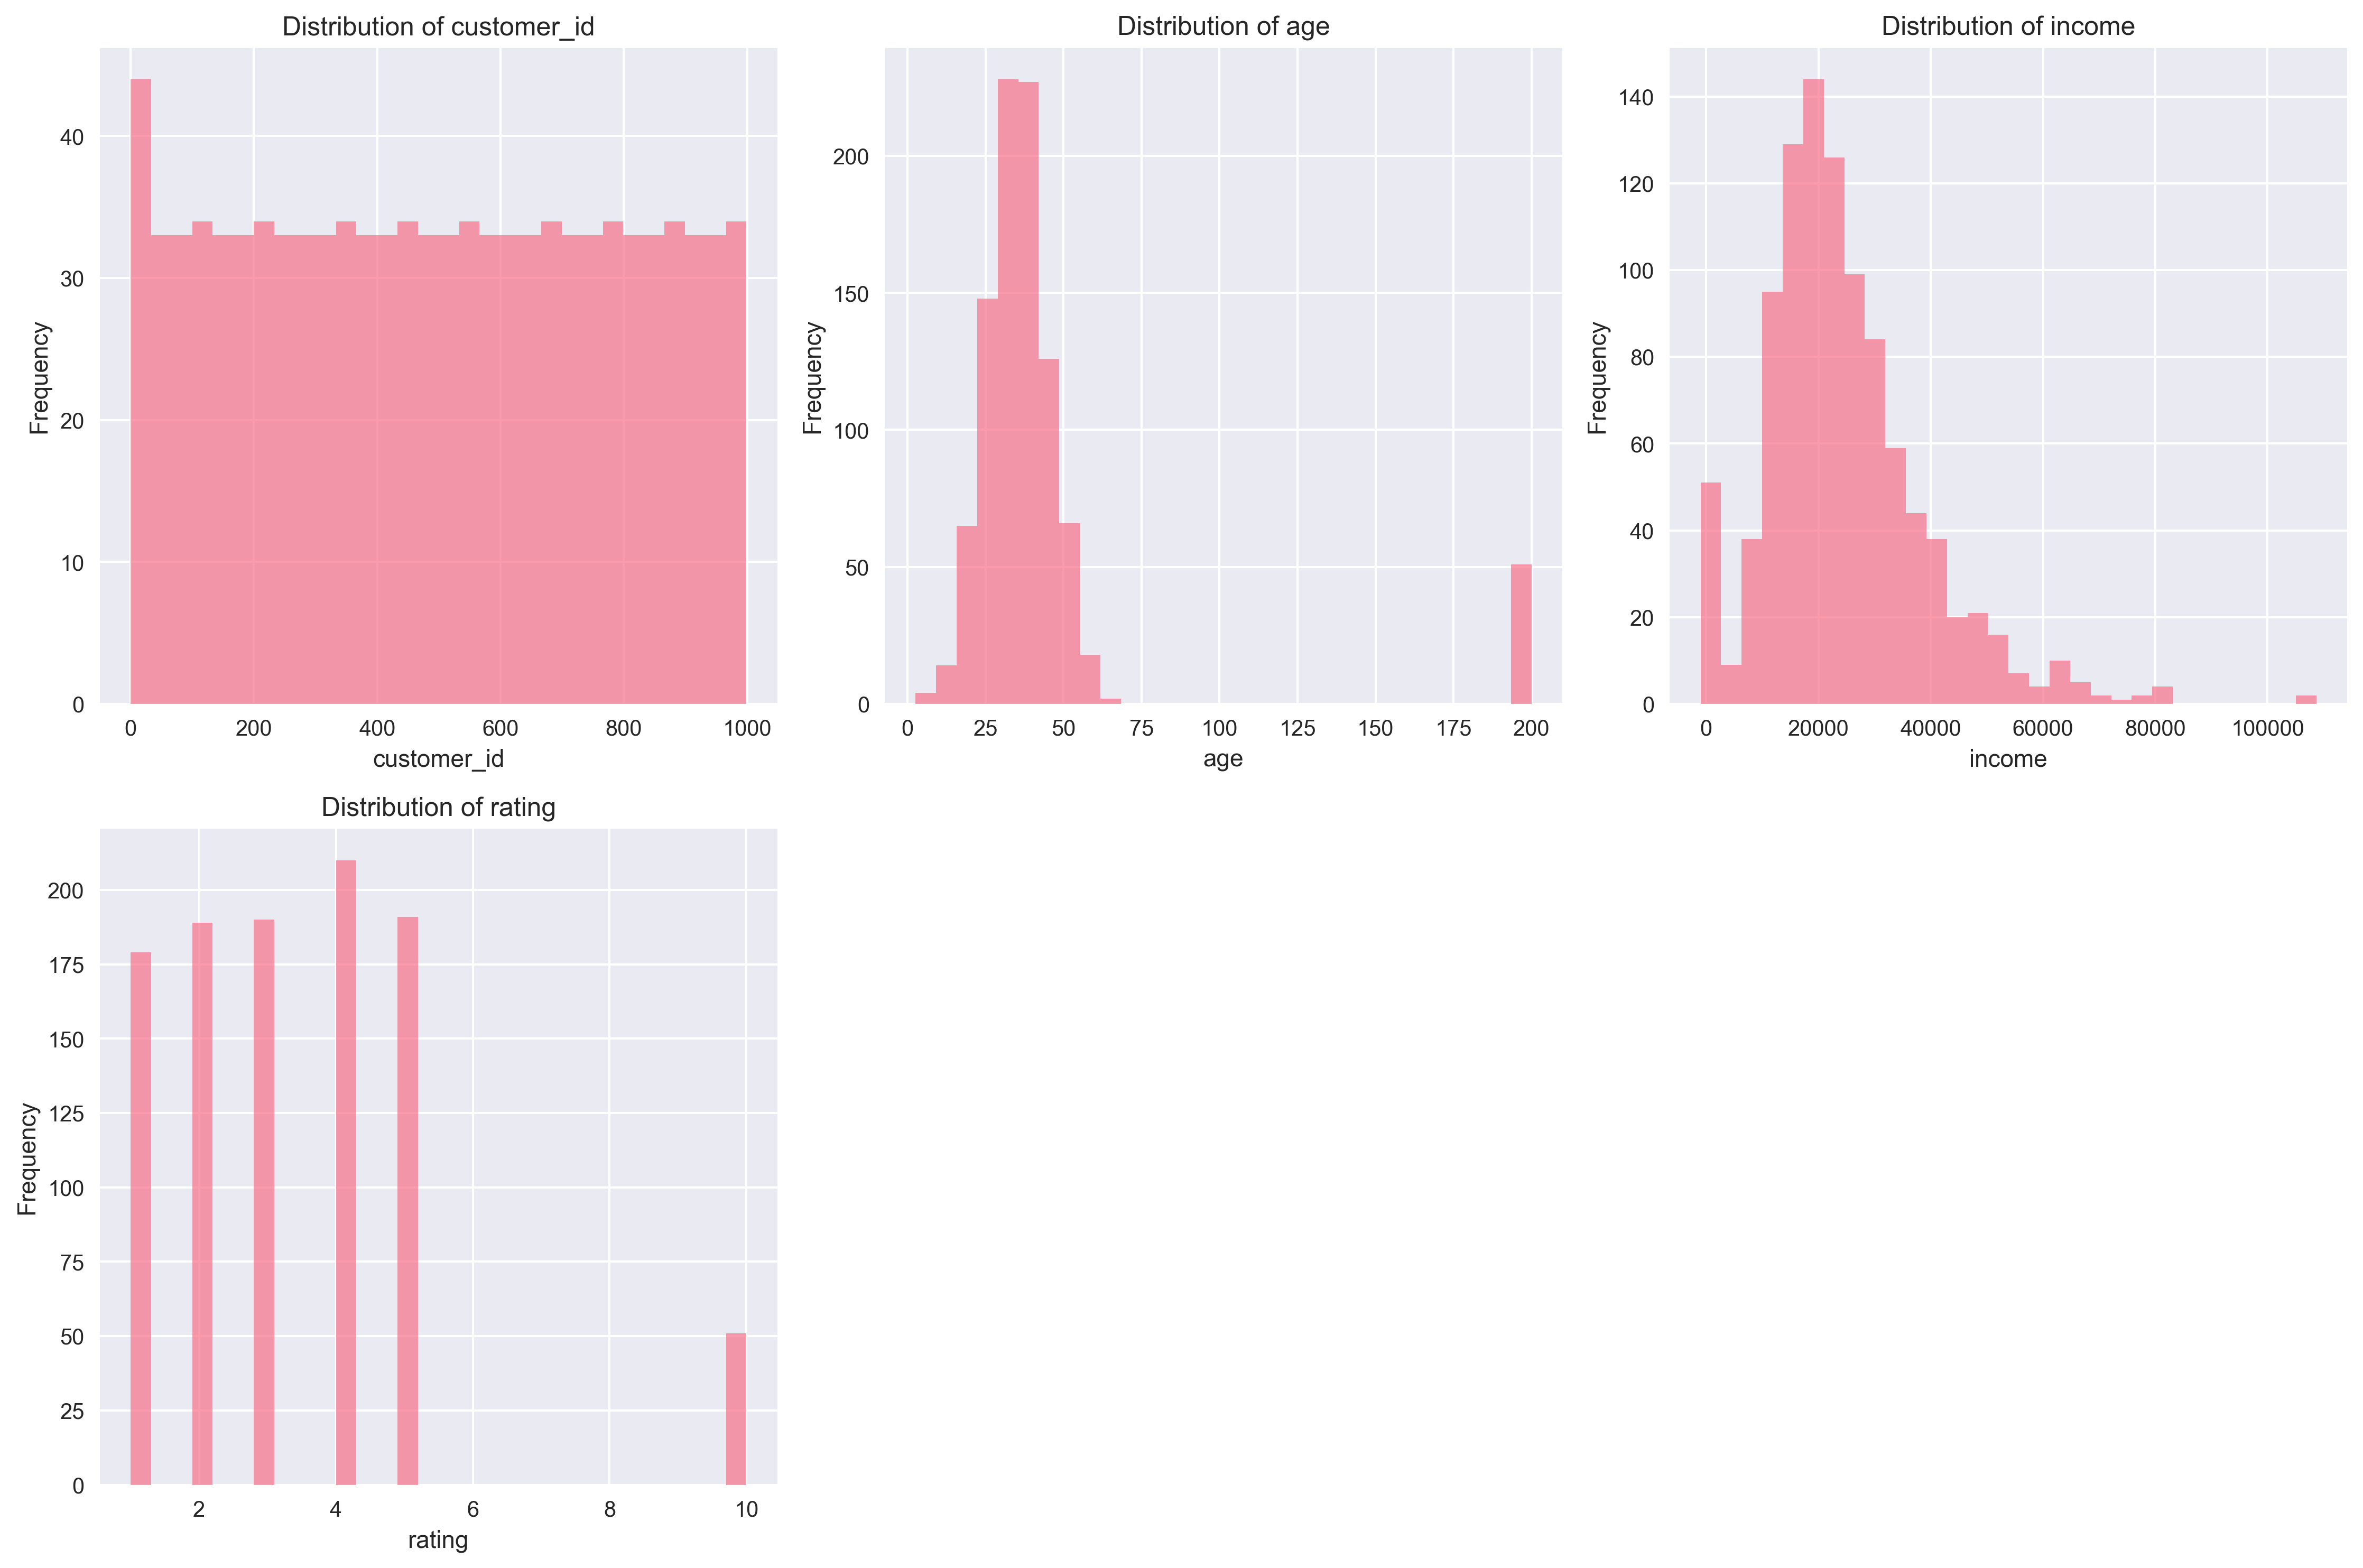 Distribution of customer_id
Frequency
40
30
20
10
0
0 200 400 600 800 1000
customer_id
Distribution of age
Frequency
200
150
100
50
0
0 25 50 75 100 125 150 175 200
age
Distribution of income
Frequency
140
120
100
80
60
40
20
0
0 20000 40000 60000 80000 100000
income
Distribution of rating
Frequency
200
175
150
125
100
75
50
25
0
2 4 6 8 10
rating